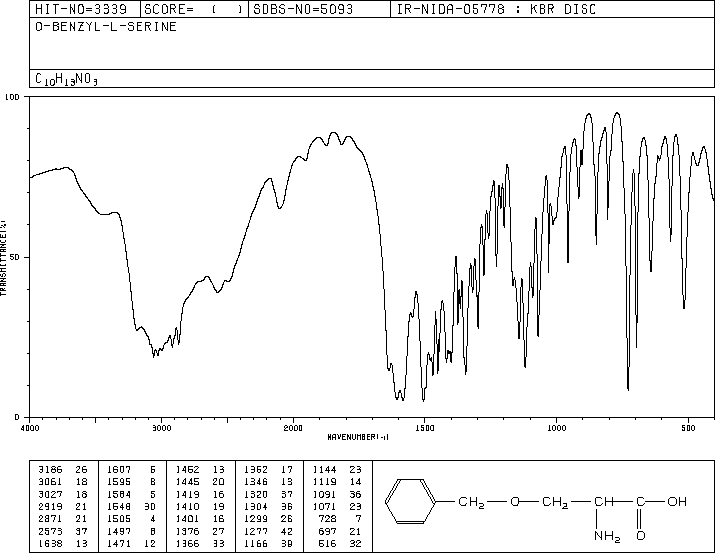 HIT-NO=3339 SCORE= ( ) SDBS-NO=5093 IR-NIDA-05778 : KBR DISC
O-BENZYL-L-SERINE
C10H13NO3
100
50
0
TRANSMITTANCE(%)
4000 3000 2000 1500 1000 500
WAVENUMBER(-1)
3186 26 1607 6 1462 13 1362 17 1144 23
3061 18 1595 8 1445 20 1346 13 1119 14
3027 18 1584 5 1419 16 1320 37 1091 36
2919 21 1548 30 1410 19 1304 38 1071 23
2871 21 1505 4 1401 16 1299 26 728 7
2573 37 1497 8 1376 27 1277 42 697 21
1638 13 1471 12 1366 33 1166 39 516 32
CH2 O CH2 CH C OH
NH2 O